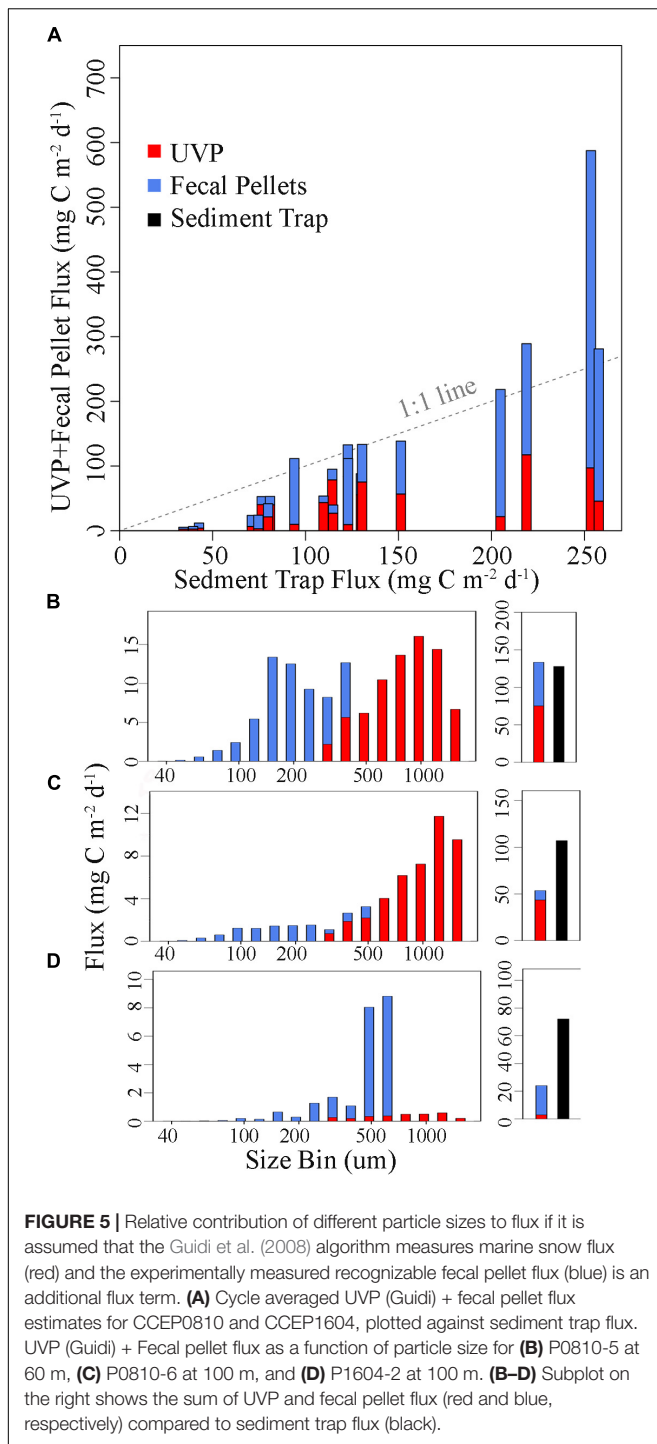 A
UVP+Fecal Pellet Flux (mg C m-2 d-1)
700
600
500
400
300
200
100
0
UVP
Fecal Pellets
Sediment Trap
1:1 line
0 50 100 150 200 250
Sediment Trap Flux (mg C m-2 d-1)
B
Flux (mg C m-2 d-1)
15
10
5
0
40 100 200 500 1000
200
150
100
50
0
C
12
8
4
0
40 100 200 500 1000
150
100
50
0
D
10
8
6
4
2
0
40 100 200 500 1000
100
80
60
40
20
0
Size Bin (um)
FIGURE 5 | Relative contribution of different particle sizes to flux if it is
assumed that the Guidi et al. (2008) algorithm measures marine snow flux
(red) and the experimentally measured recognizable fecal pellet flux (blue) is an
additional flux term. (A) Cycle averaged UVP (Guidi) + fecal pellet flux
estimates for CCEP0810 and CCEP1604, plotted against sediment trap flux.
UVP (Guidi) + Fecal pellet flux as a function of particle size for (B) P0810-5 at
60 m, (C) P0810-6 at 100 m, and (D) P1604-2 at 100 m. (B–D) Subplot on
the right shows the sum of UVP and fecal pellet flux (red and blue,
respectively) compared to sediment trap flux (black).